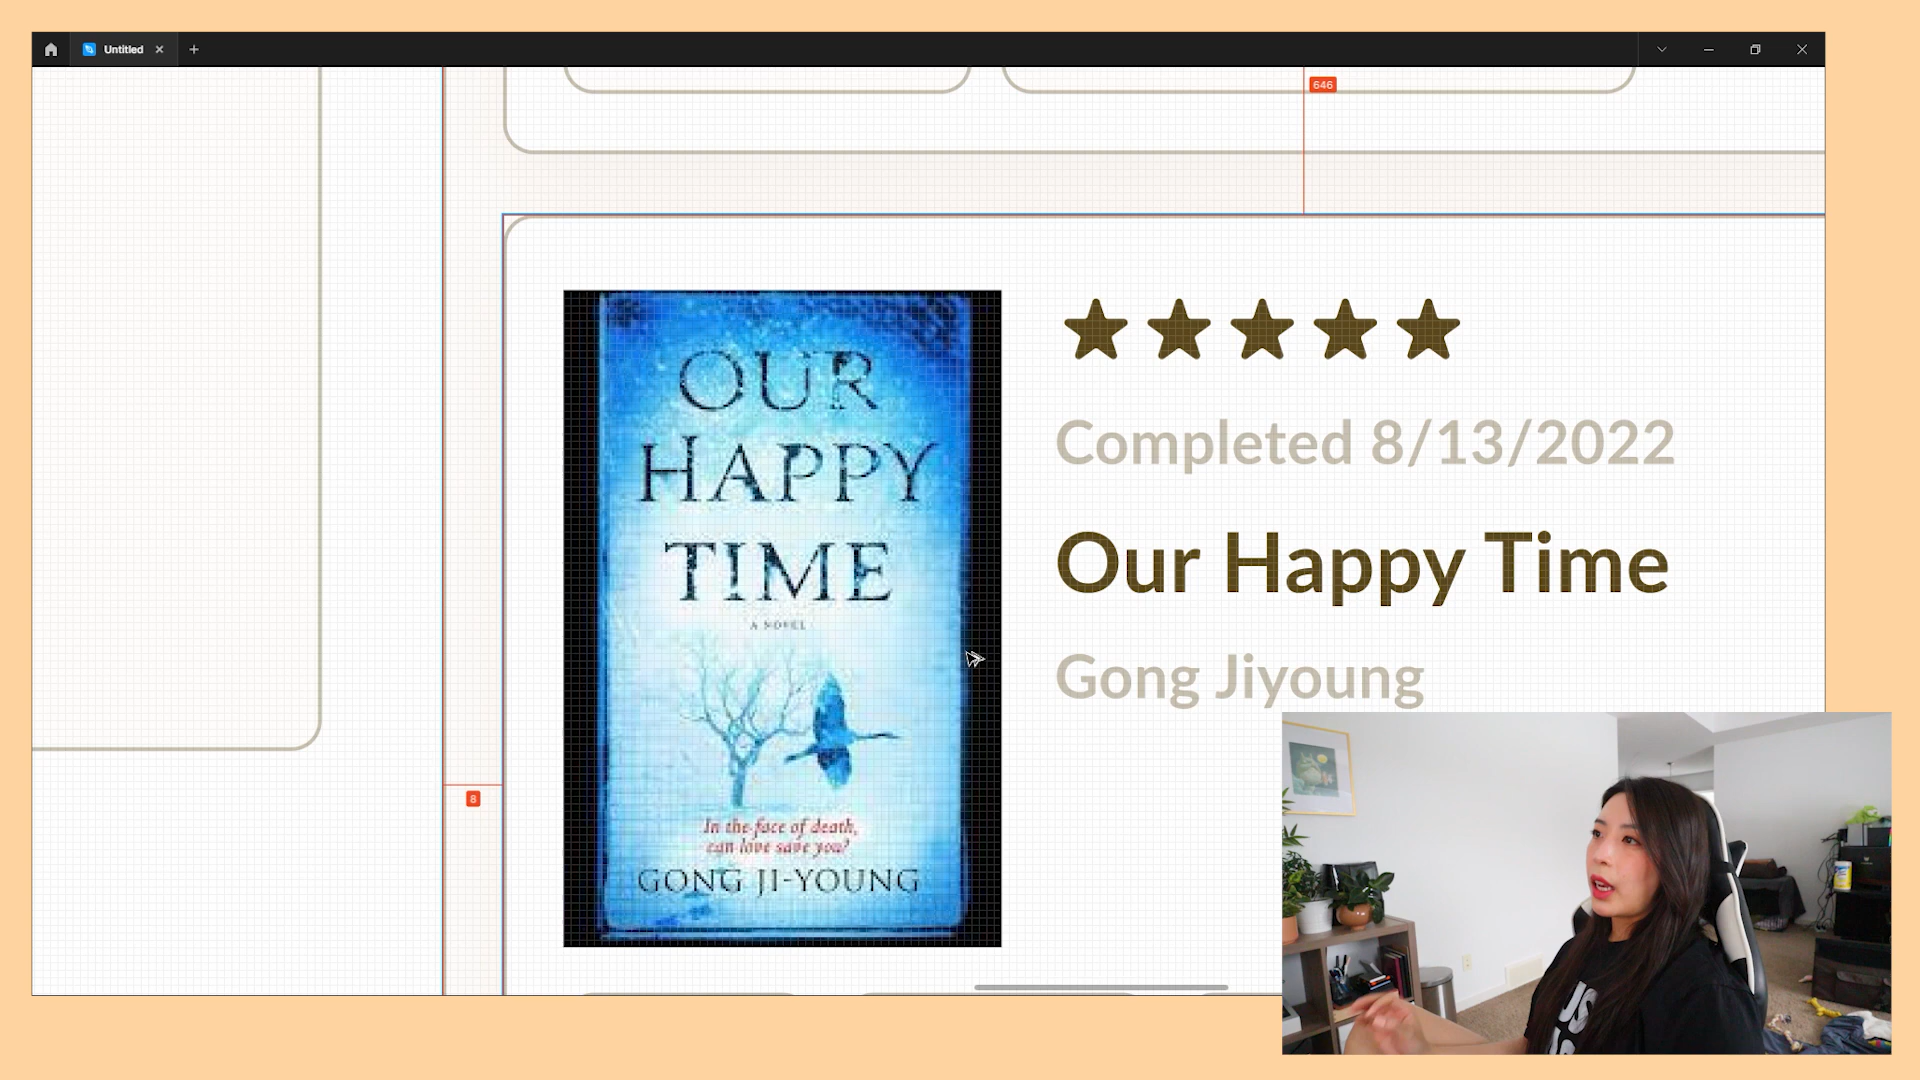 Untitled
646
OUR
HAPPY
TIME
A NOVEL
In the face of death,
can love save you?
GONG JI-YOUNG
Completed 8/13/2022
Our Happy Time
Gong Jiyoung
8